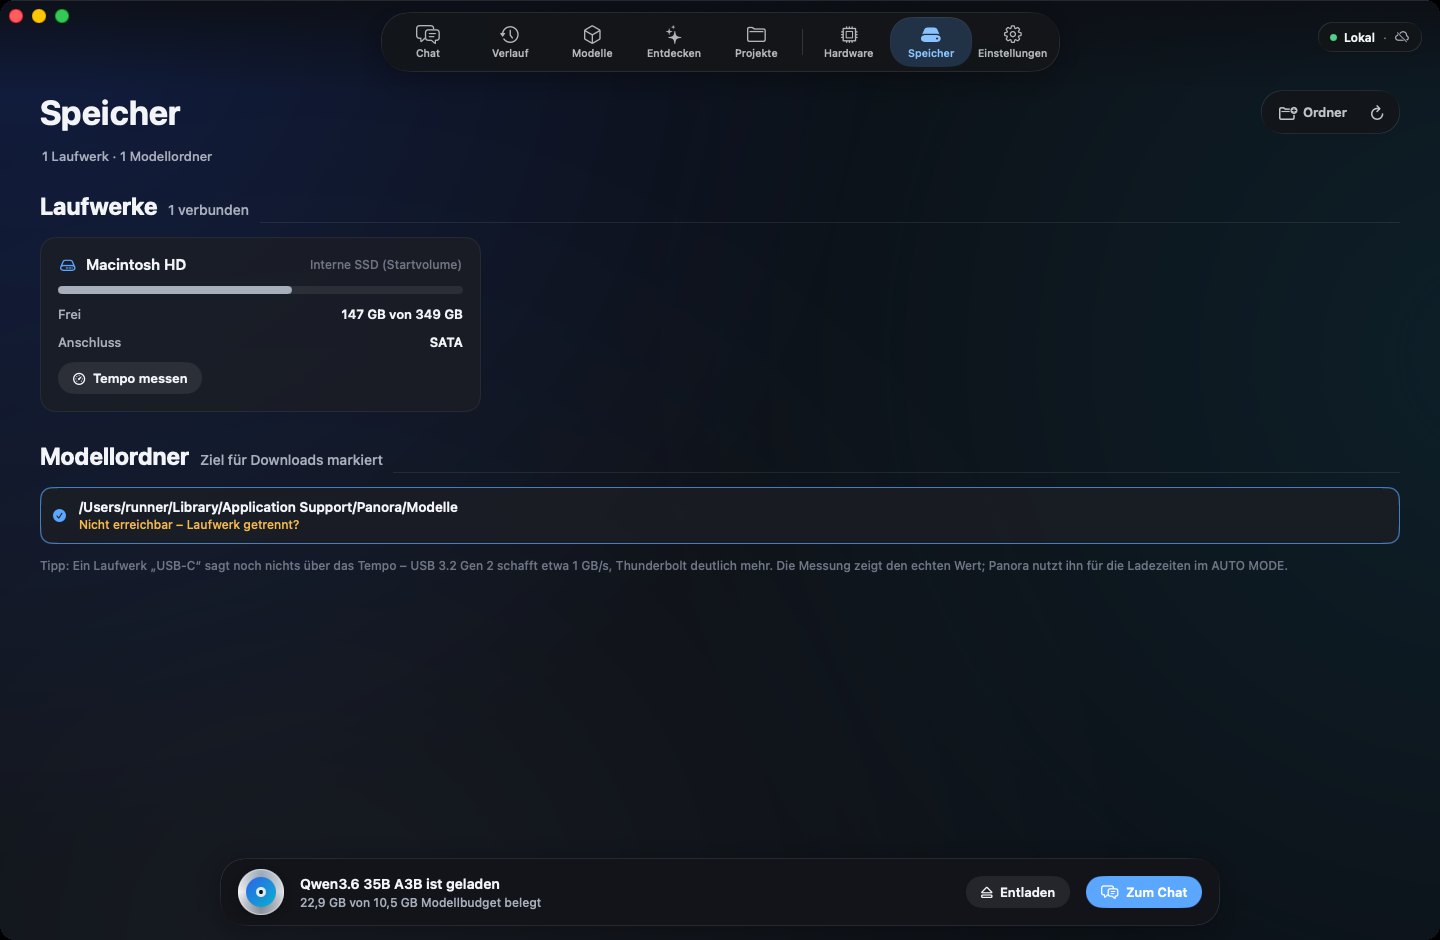 Chat
Verlauf
Modelle
Entdecken
Projekte
Hardware
Speicher
Einstellungen
Lokal ·
Speicher
Ordner
1 Laufwerk · 1 Modellordner
Laufwerke 1 verbunden
Macintosh HD Interne SSD (Startvolume)
Frei 147 GB von 349 GB
Anschluss SATA
Tempo messen
Modellordner Ziel für Downloads markiert
/Users/runner/Library/Application Support/Panora/Modelle
Nicht erreichbar – Laufwerk getrennt?
Tipp: Ein Laufwerk „USB-C“ sagt noch nichts über das Tempo – USB 3.2 Gen 2 schafft etwa 1 GB/s, Thunderbolt deutlich mehr. Die Messung zeigt den echten Wert; Panora nutzt ihn für die Ladezeiten im AUTO MODE.
Qwen3.6 35B A3B ist geladen
22,9 GB von 10,5 GB Modellbudget belegt
Entladen
Zum Chat